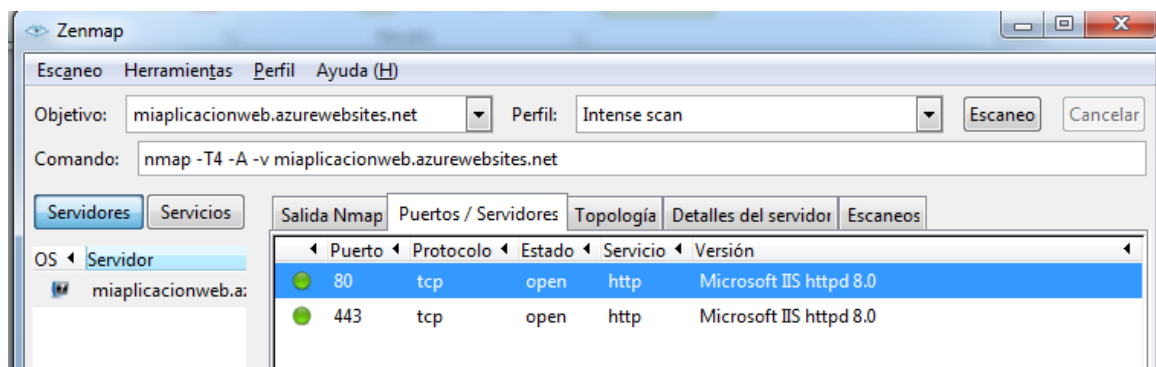 Zenmap
Escaneo Herramientas Perfil Ayuda (H)
Objetivo: miaplicacionweb.azurewebsites.net Perfil: Intense scan Escaneo Cancelar
Comando: nmap -T4 -A -v miaplicacionweb.azurewebsites.net
Servidores Servicios Salida Nmap Puertos / Servidores Topología Detalles del servidor Escaneos
OS Servidor Puerto Protocolo Estado Servicio Versión
miaplicacionweb.a: 80 tcp open http Microsoft IIS httpd 8.0
443 tcp open http Microsoft IIS httpd 8.0